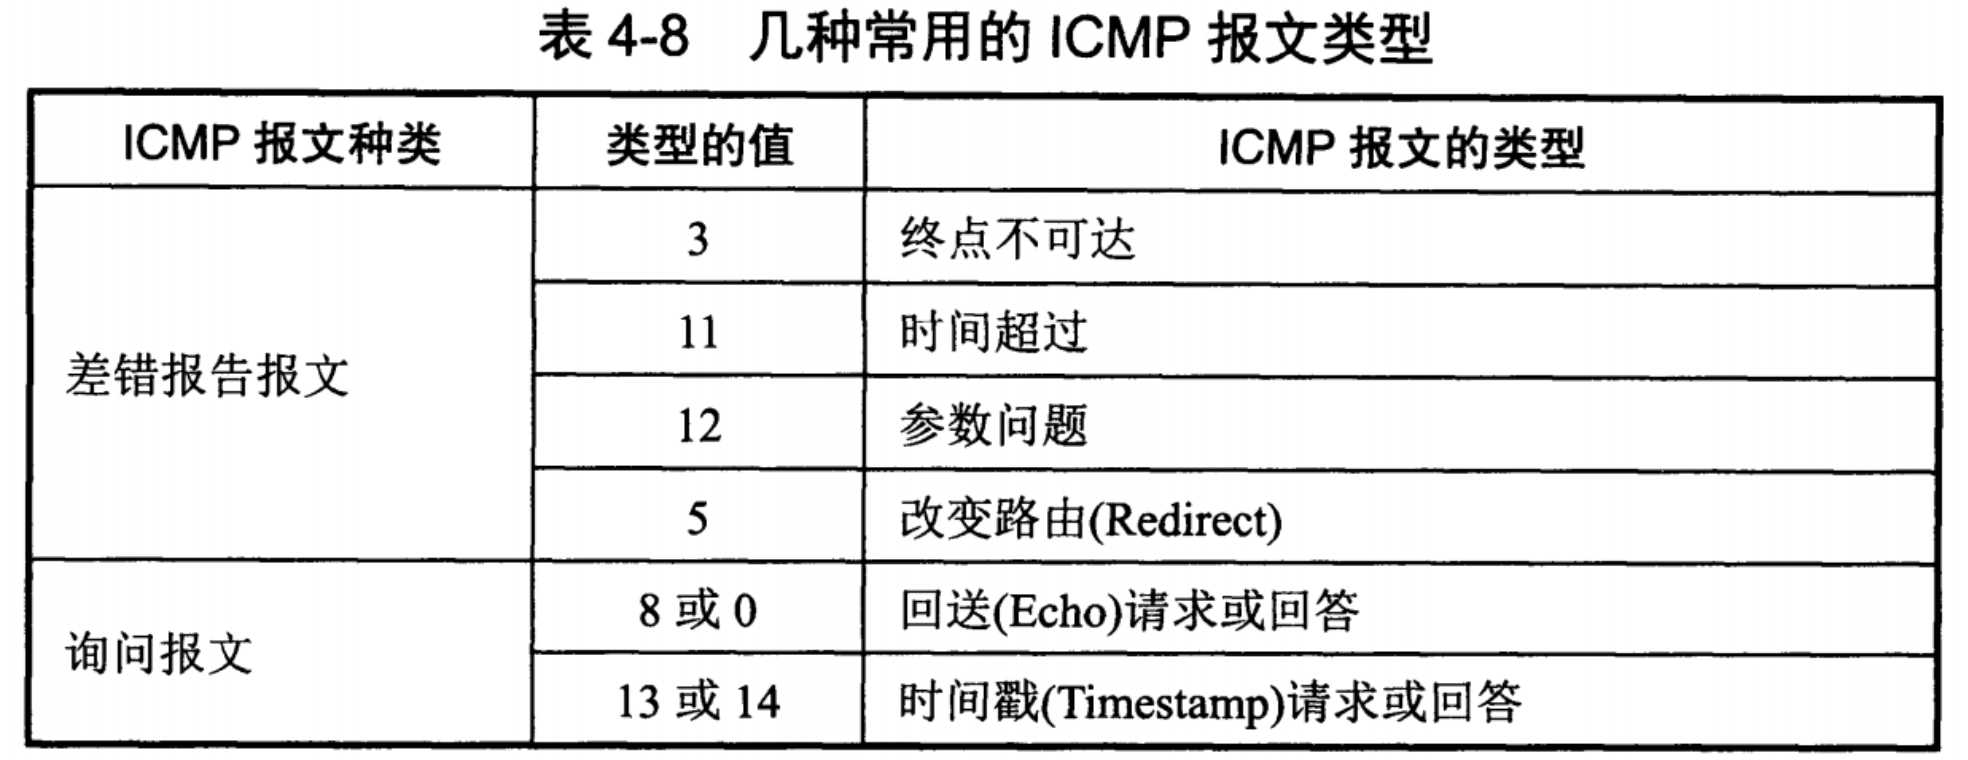 表 4-8 几种常用的 ICMP 报文类型
ICMP 报文种类 类型的值 ICMP 报文的类型
差错报告报文
3 终点不可达
11 时间超过
12 参数问题
5 改变路由(Redirect)
询问报文
8 或 0 回送(Echo)请求或回答
13 或 14 时间戳(Timestamp)请求或回答